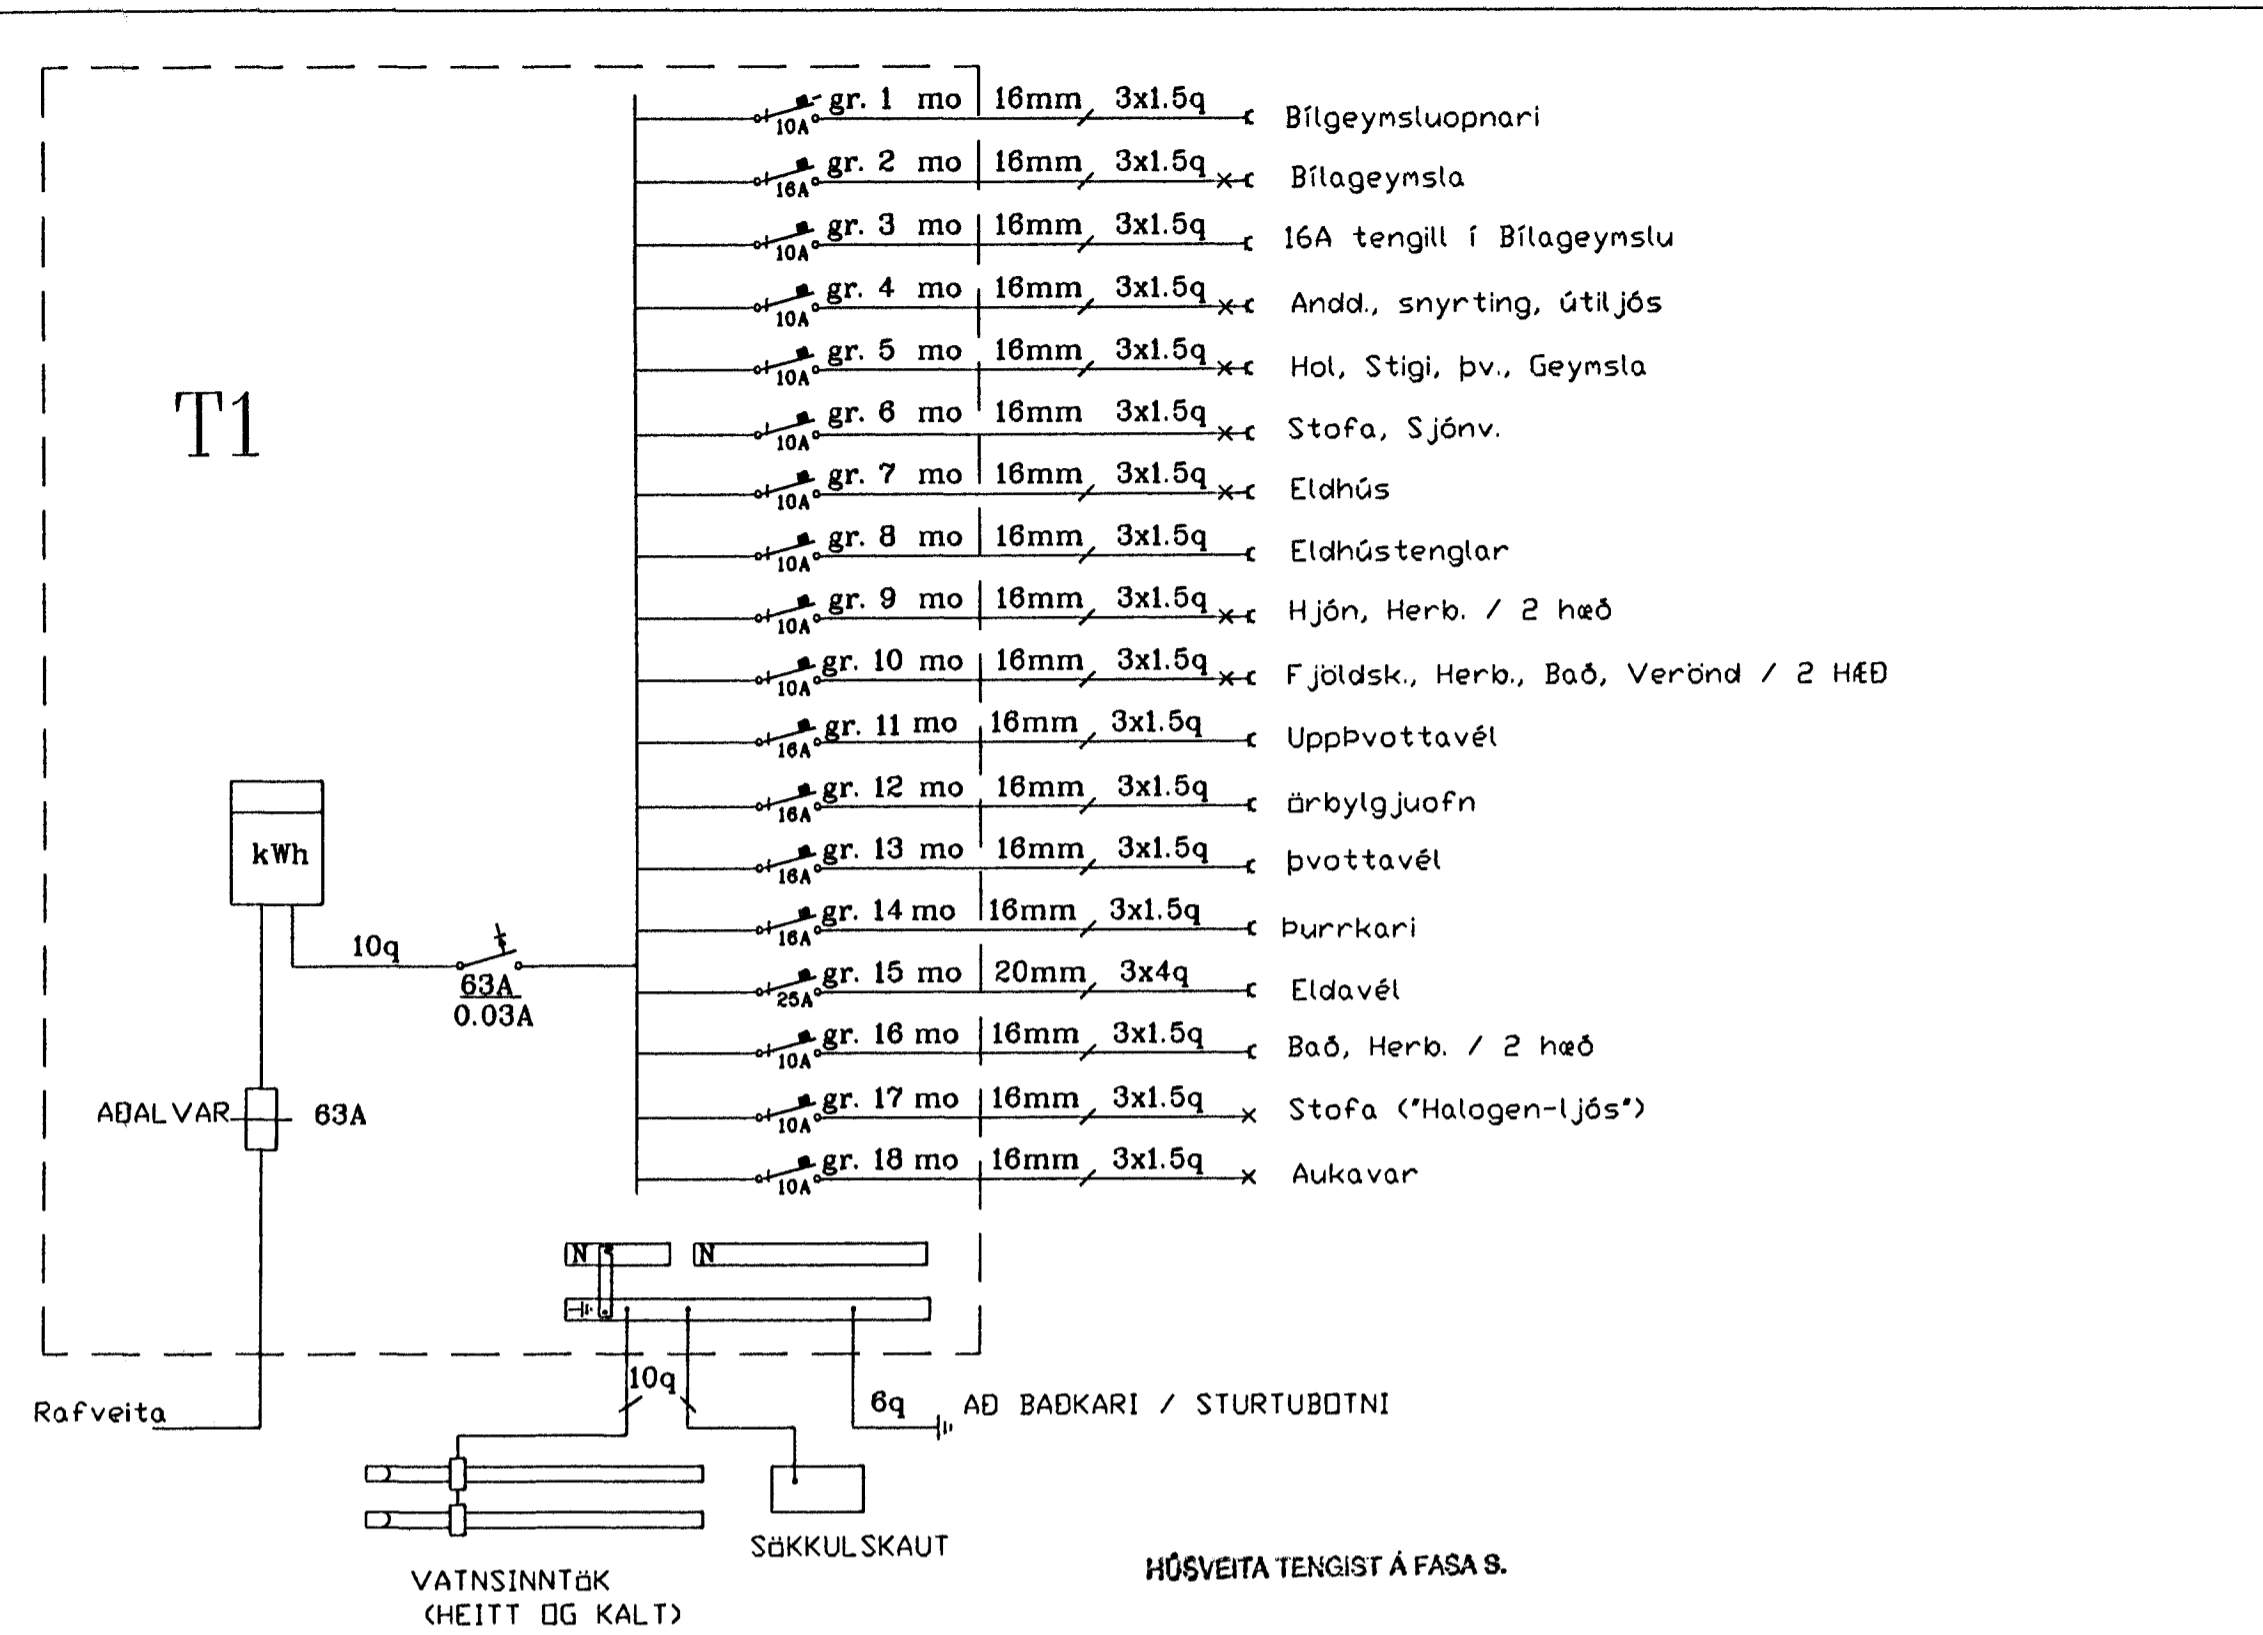 gr. 1 mo 16mm 3x1.5q Bílgeymsluopnari
10A
gr. 2 mo 16mm 3x1.5q Bílageymsla
16A
gr. 3 mo 16mm 3x1.5q 16A tengill í Bílageymslu
10A
gr. 4 mo 16mm 3x1.5q Andd., snyrting, útiljós
10A
gr. 5 mo 16mm 3x1.5q Hol, Stigi, þv., Geymsla
10A
T1
gr. 6 mo 16mm 3x1.5q Stofa, Sjónv.
10A
gr. 7 mo 16mm 3x1.5q Eldhús
10A
gr. 8 mo 16mm 3x1.5q Eldhústenglar
10A
gr. 9 mo 16mm 3x1.5q Hjón, Herb. / 2 hæð
10A
gr. 10 mo 16mm 3x1.5q Fjöldsk., Herb., Bað, Verönd / 2 HÆÐ
10A
gr. 11 mo 16mm 3x1.5q UppÞvottavél
16A
gr. 12 mo 16mm 3x1.5q örbylgjuofn
16A
kWh
gr. 13 mo 16mm 3x1.5q þvottavél
16A
gr. 14 mo 16mm 3x1.5q Þurrkari
16A
10q
63A
0.03A
gr. 15 mo 20mm 3x4q Eldavél
25A
gr. 16 mo 16mm 3x1.5q Bað, Herb. / 2 hæð
10A
AÐALVAR 63A
gr. 17 mo 16mm 3x1.5q Stofa ("Halogen-ljós")
10A
gr. 18 mo 16mm 3x1.5q Aukavar
10A
N N
10q
6q AÐ BAÐKARI / STURTUBOTNI
Rafveita
SÖKKULSKAUT
VATNSINNTÖK
(HEITT OG KALT)
HÚSVEITA TENGIST Á FASA S.